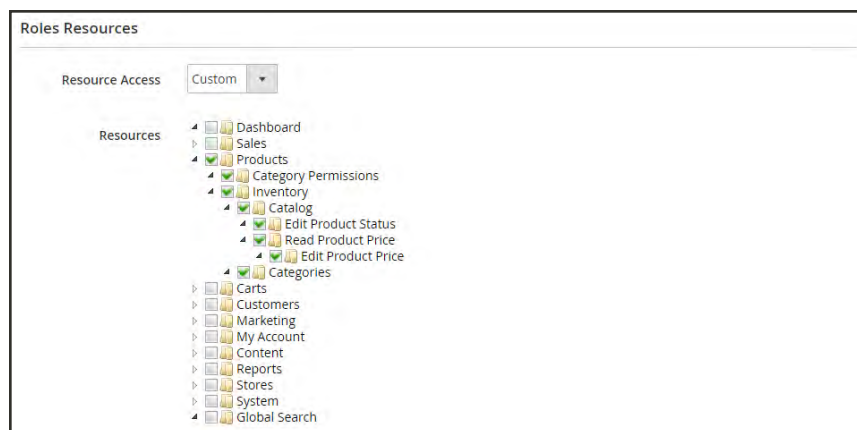 Roles Resources
Resource Access Custom
Resources
Dashboard
Sales
Products
Category Permissions
Inventory
Catalog
Edit Product Status
Read Product Price
Edit Product Price
Categories
Carts
Customers
Marketing
My Account
Content
Reports
Stores
System
Global Search